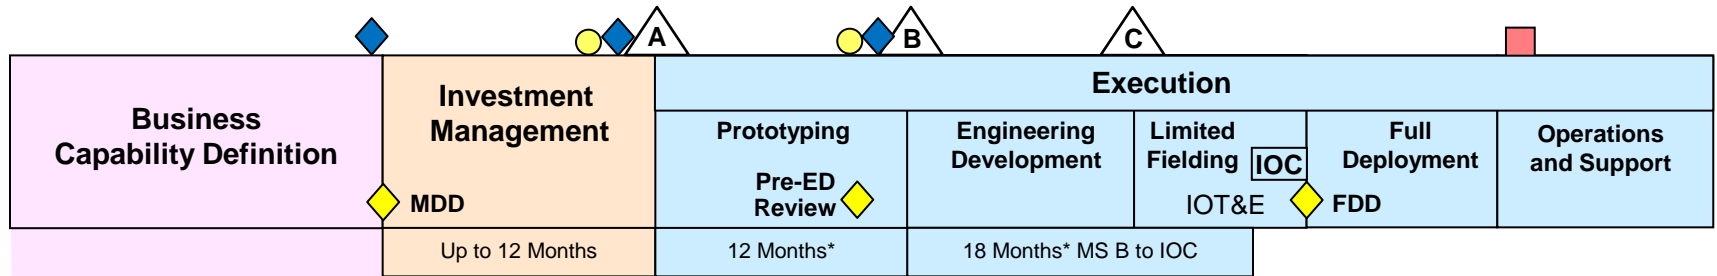 A
B
C
Business
Capability Definition
Investment
Management
Execution
Prototyping
Engineering
Development
Limited
Fielding
IOC
Full
Deployment
Operations
and Support
MDD
Pre-ED
Review
IOT&E
FDD
Up to 12 Months
12 Months*
18 Months* MS B to IOC